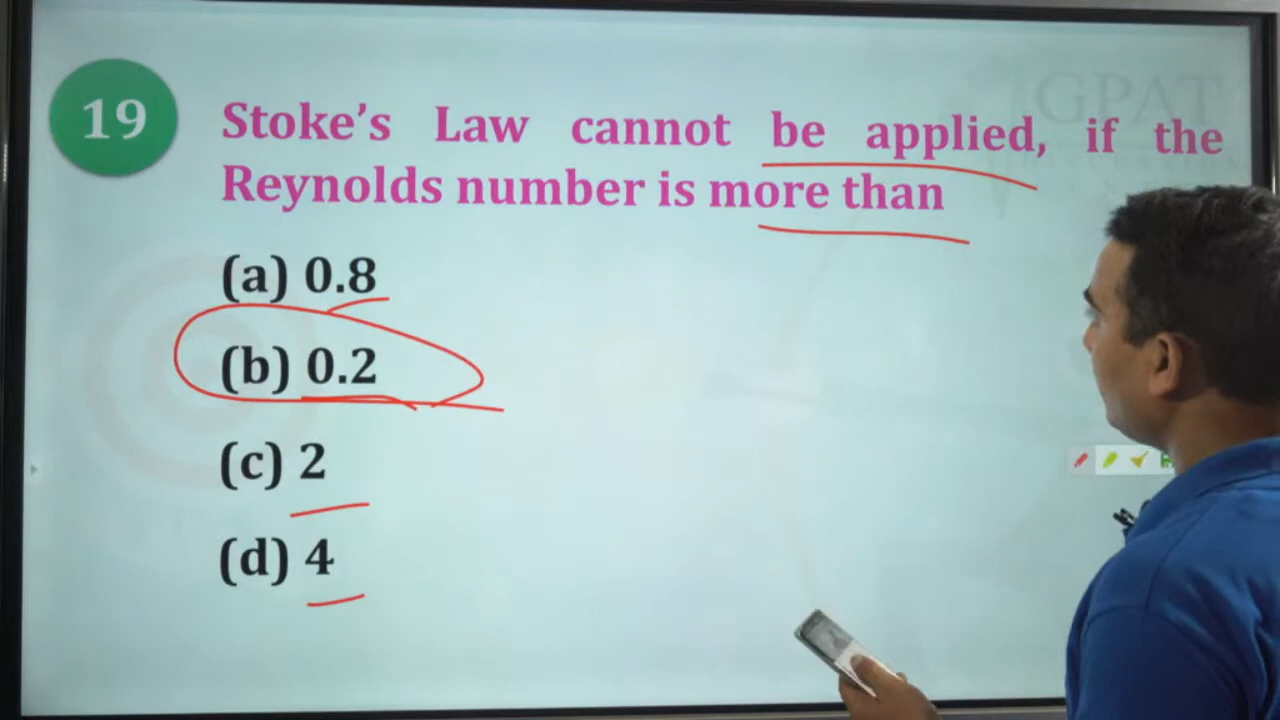 GPAT
19
Stoke's Law cannot be applied, if the
Reynolds number is more than
(a) 0.8
(b) 0.2
(c) 2
(d) 4